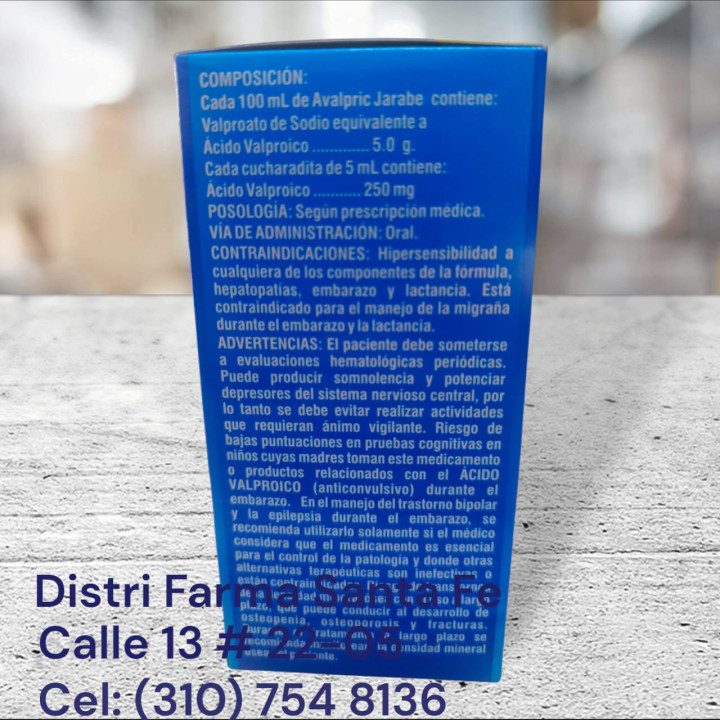 COMPOSICIÓN:
Cada 100 mL de Avalpric Jarabe contiene:
Valproato de Sodio equivalente a
Ácido Valproico ............. 5.0 g.
Cada cucharadita de 5 mL contiene:
Ácido Valproico ........... 250 mg
POSOLOGÍA: Según prescripción médica.
VÍA DE ADMINISTRACIÓN: Oral.
CONTRAINDICACIONES: Hipersensibilidad a
cualquiera de los componentes de la fórmula,
hepatopatías, embarazo y lactancia. Está
contraindicado para el manejo de la migraña
durante el embarazo y la lactancia.
ADVERTENCIAS: El paciente debe someterse
a evaluaciones hematológicas periódicas.
Puede producir somnolencia y potenciar
depresores del sistema nervioso central, por
lo tanto se debe evitar realizar actividades
que requieran ánimo vigilante. Riesgo de
bajas puntuaciones en pruebas cognitivas en
niños cuyas madres toman este medicamento
o productos relacionados con el ÁCIDO
VALPROICO (anticonvulsivo) durante el
embarazo. En el manejo del trastorno bipolar
y la epilepsia durante el embarazo, se
recomienda utilizarlo solamente si el médico
considera que el medicamento es esencial
para el control de la patología y donde otras
alternativas terapéuticas son inefectivas o
están
plazo, que puede conducir al desarrollo de
osteopenia, osteoporosis y fracturas.
largo plazo se
densidad mineral
Distri Farma Santa Fe
Calle 13 # 22-05
Cel: (310) 754 8136